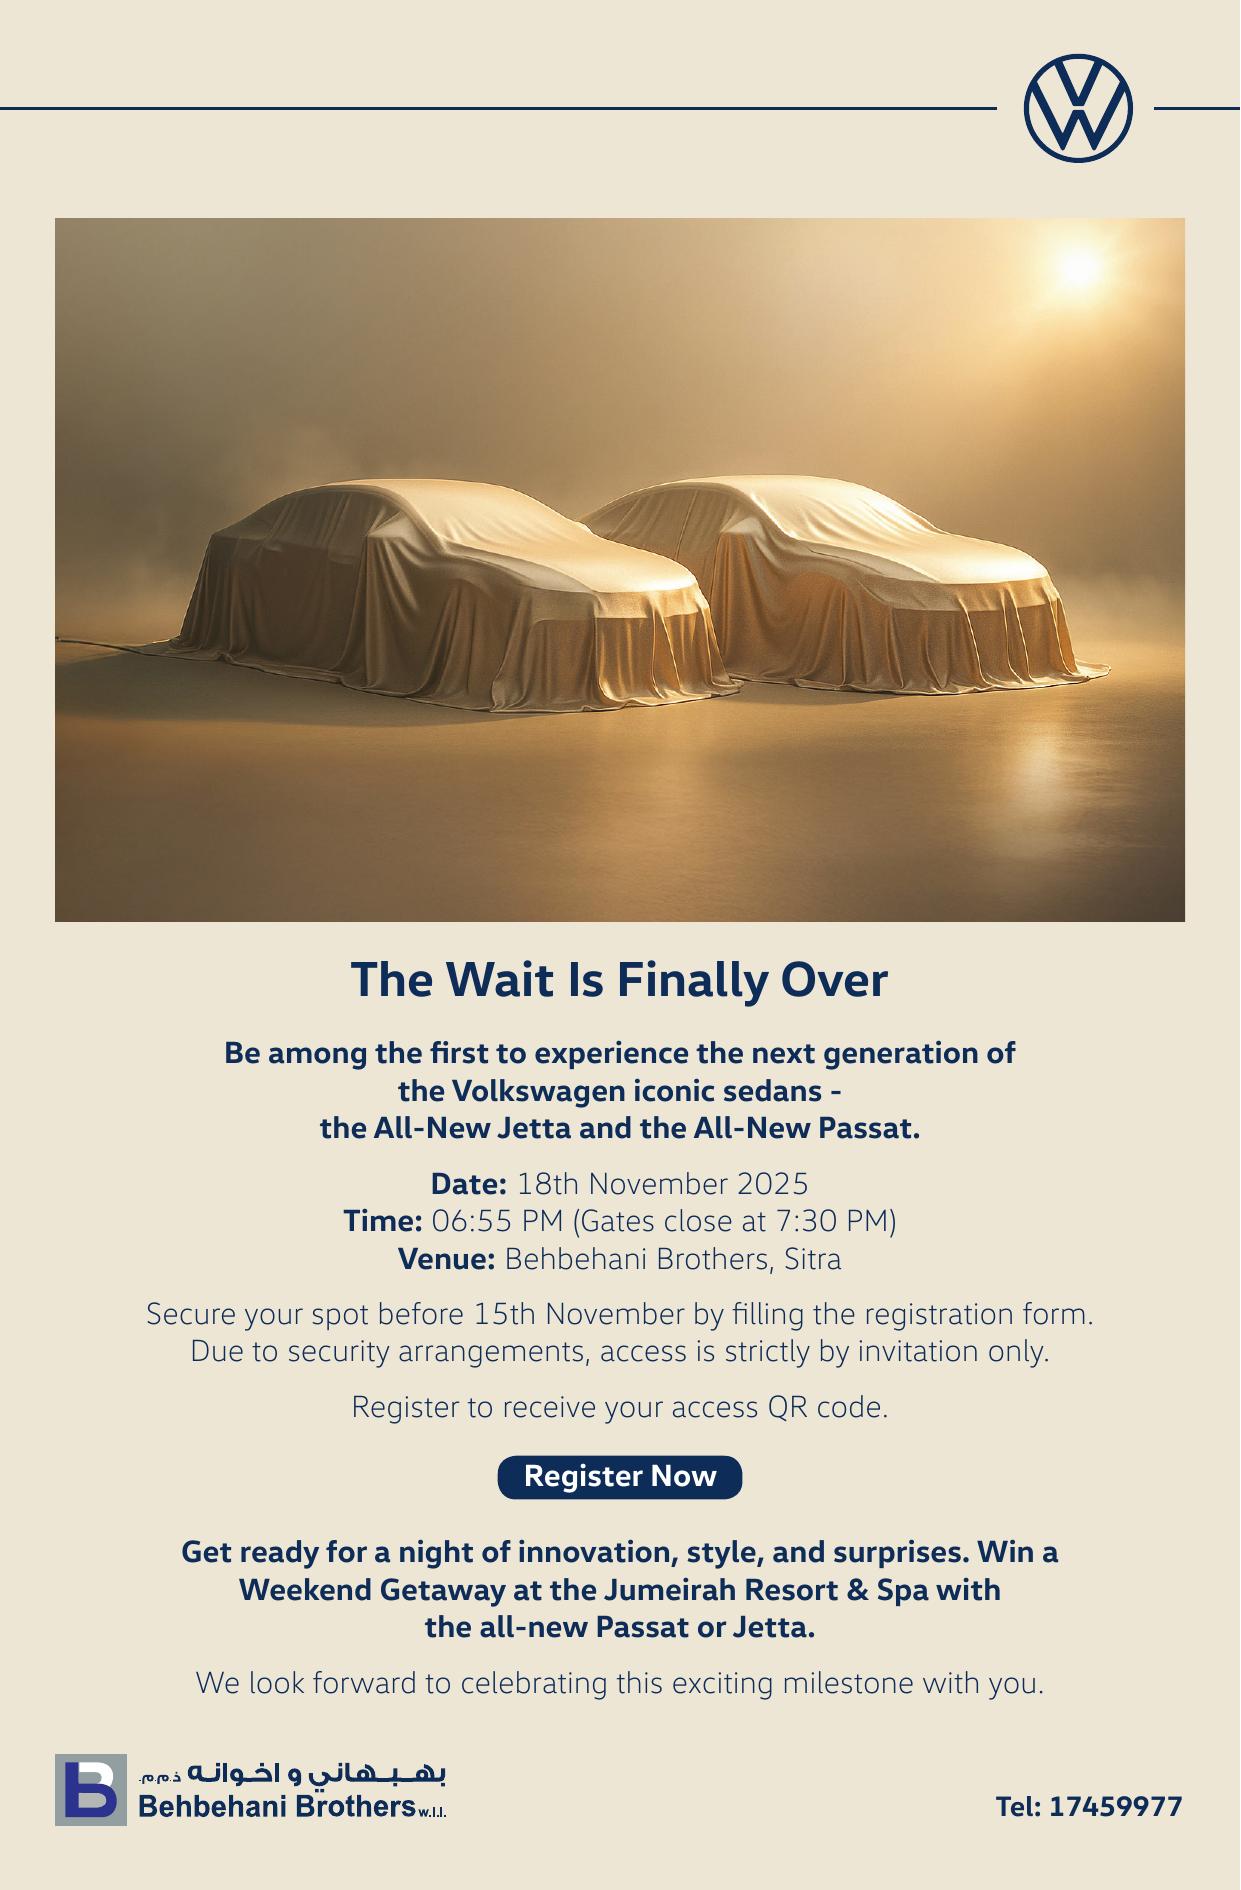 The Wait Is Finally Over
Be among the first to experience the next generation of
the Volkswagen iconic sedans -
the All-New Jetta and the All-New Passat.
Date: 18th November 2025
Time: 06:55 PM (Gates close at 7:30 PM)
Venue: Behbehani Brothers, Sitra
Secure your spot before 15th November by filling the registration form.
Due to security arrangements, access is strictly by invitation only.
Register to receive your access QR code.
Register Now
Get ready for a night of innovation, style, and surprises. Win a
Weekend Getaway at the Jumeirah Resort & Spa with
the all-new Passat or Jetta.
We look forward to celebrating this exciting milestone with you.
بهبهاني و اخوانه ذ.م.م.
Behbehani Brothers w.l.l.
Tel: 17459977